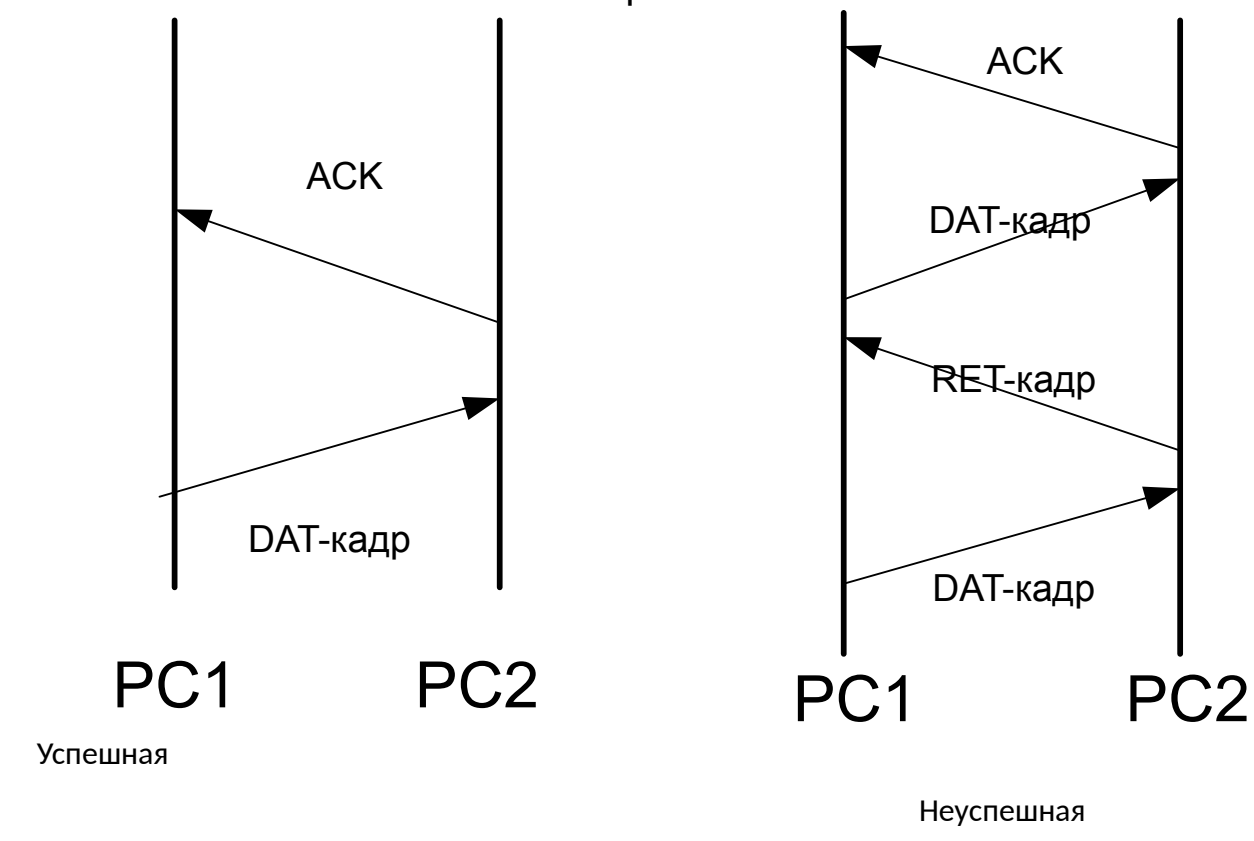 ACK
DAT-кадр
PC1 PC2
Успешная
ACK
DAT-кадр
RET-кадр
DAT-кадр
PC1 PC2
Неуспешная